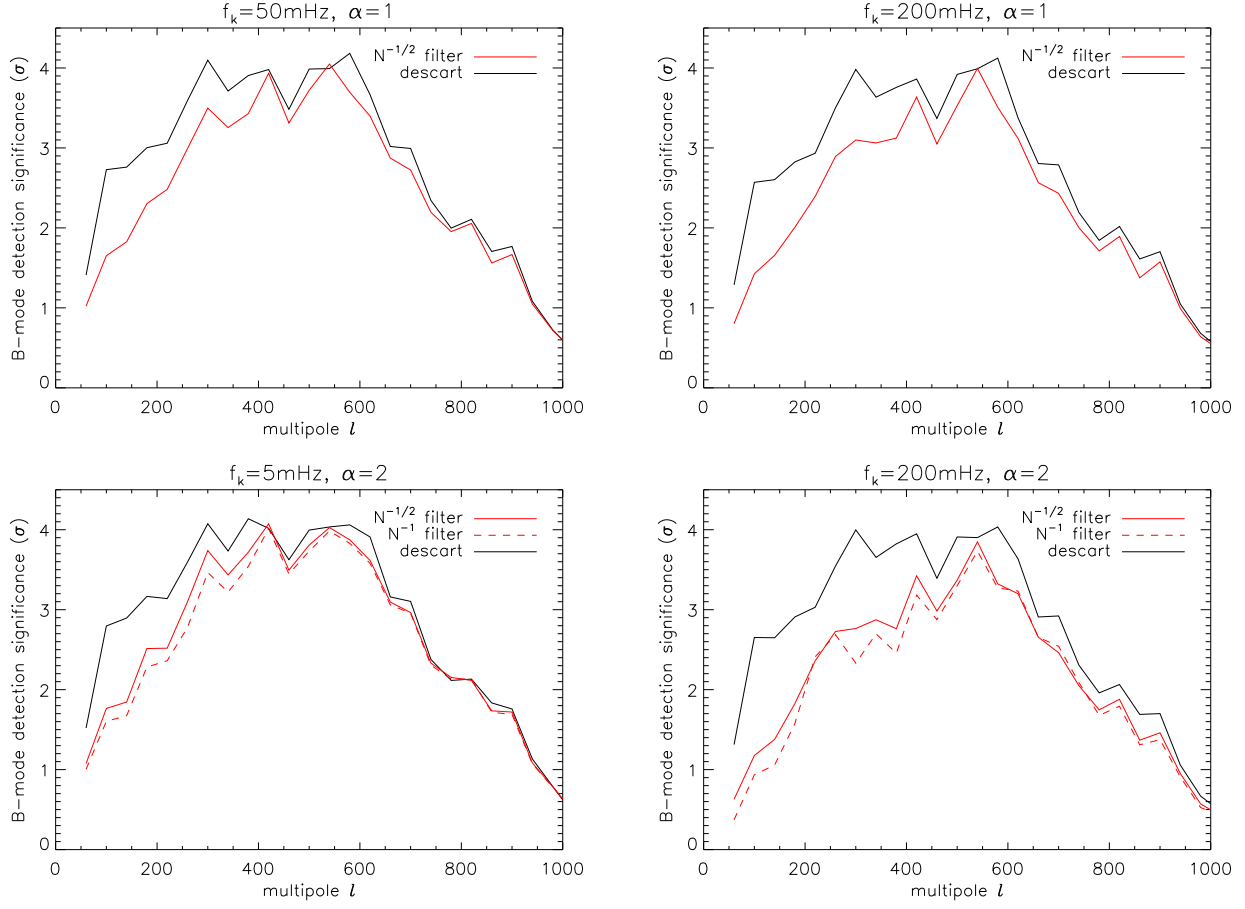 f_k=50mHz, α=1
N^{-1/2} filter
descart
B-mode detection significance (σ)
4
3
2
1
0
0 200 400 600 800 1000
multipole l
f_k=200mHz, α=1
N^{-1/2} filter
descart
B-mode detection significance (σ)
4
3
2
1
0
0 200 400 600 800 1000
multipole l
f_k=5mHz, α=2
N^{-1/2} filter
N^{-1} filter
descart
B-mode detection significance (σ)
4
3
2
1
0
0 200 400 600 800 1000
multipole l
f_k=200mHz, α=2
N^{-1/2} filter
N^{-1} filter
descart
B-mode detection significance (σ)
4
3
2
1
0
0 200 400 600 800 1000
multipole l